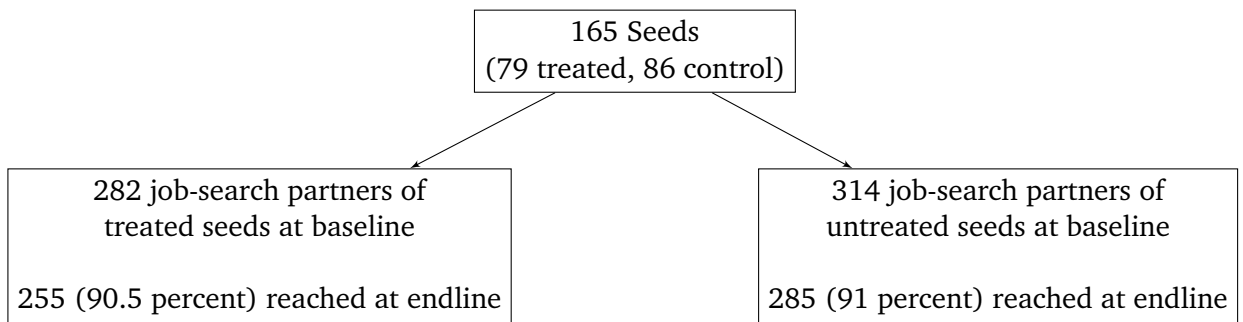 165 Seeds
(79 treated, 86 control)
282 job-search partners of
treated seeds at baseline
255 (90.5 percent) reached at endline
314 job-search partners of
untreated seeds at baseline
285 (91 percent) reached at endline